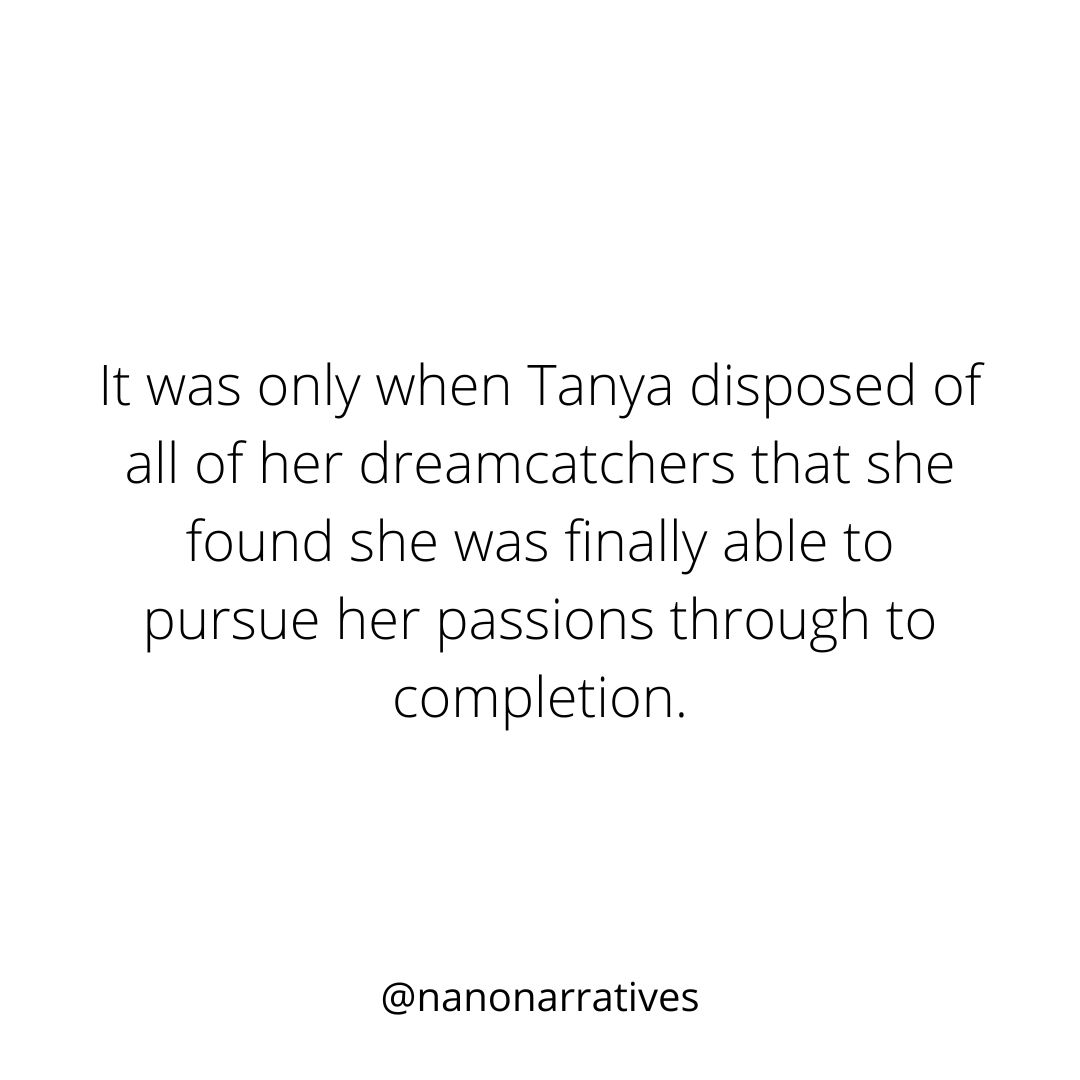 It was only when Tanya disposed of
all of her dreamcatchers that she
found she was finally able to
pursue her passions through to
completion.
@nanonarratives